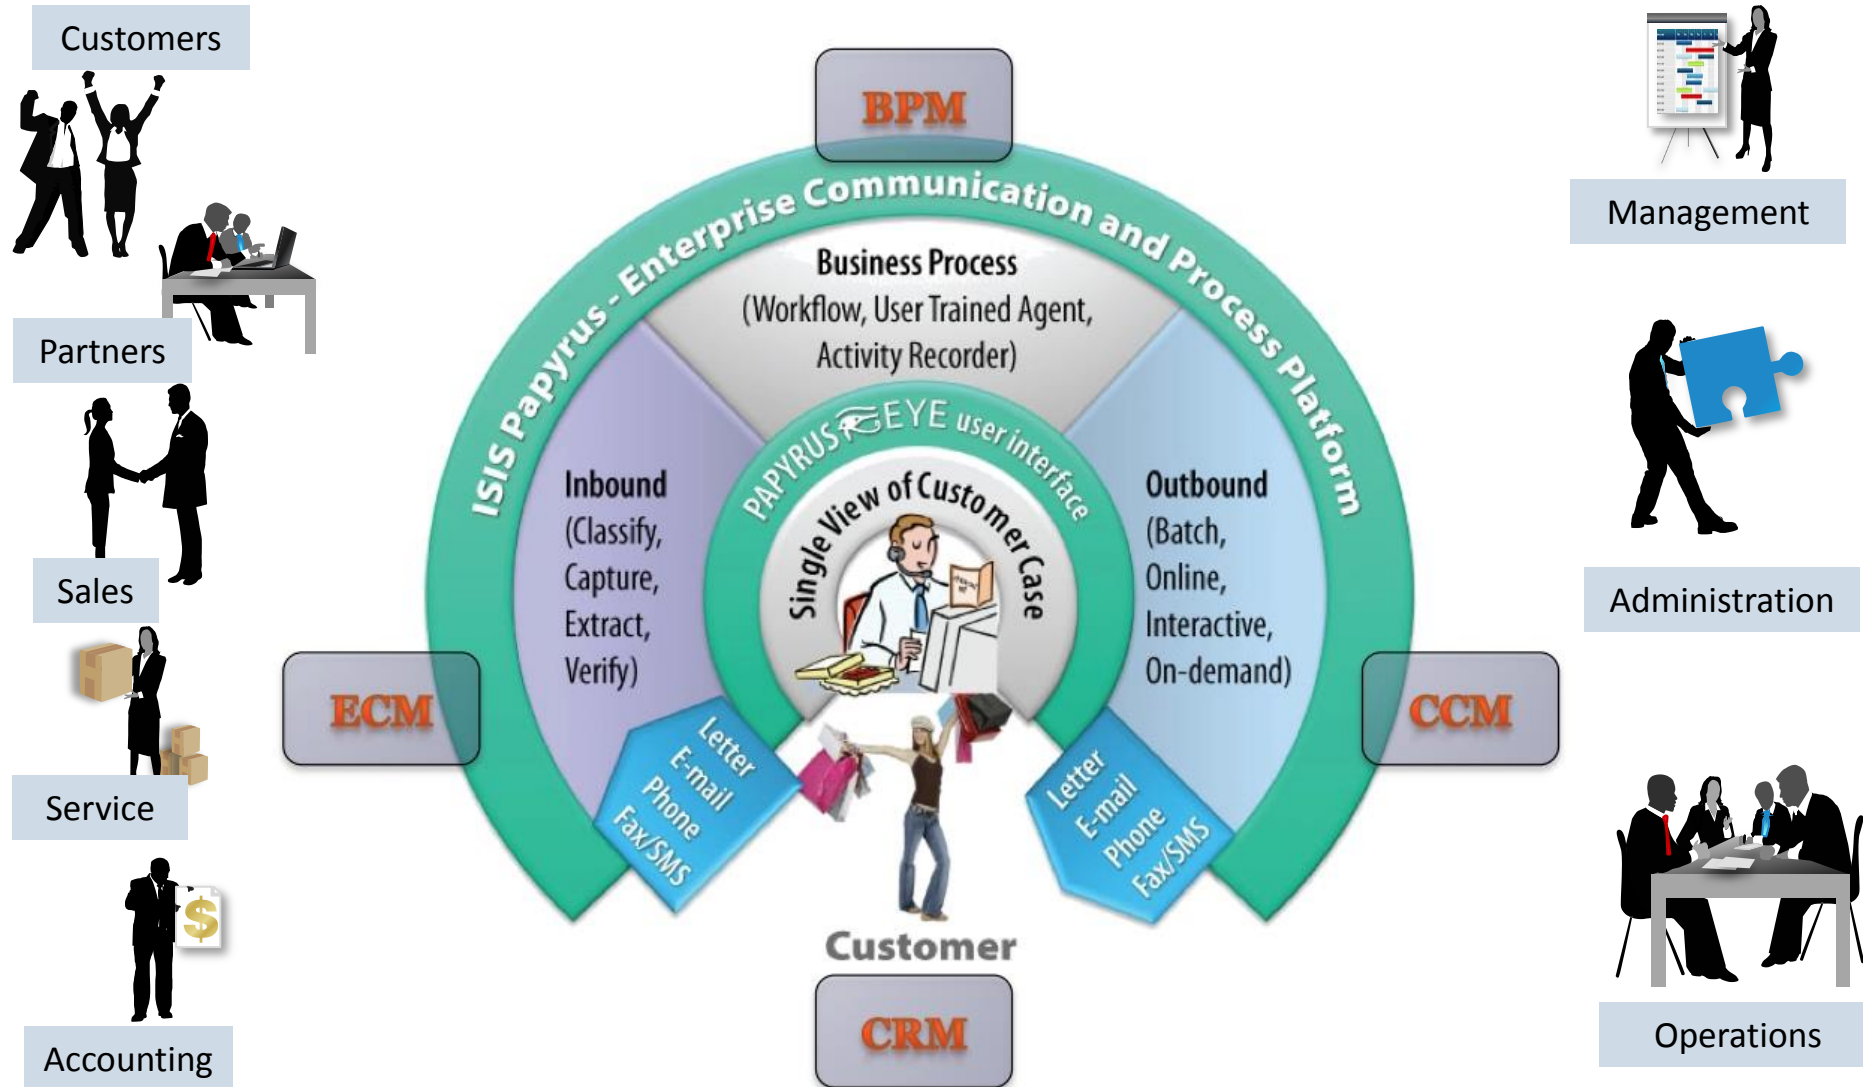 Customers
Partners
Sales
Service
Accounting
BPM
ISIS Papyrus - Enterprise Communication and Process Platform
Business Process
(Workflow, User Trained Agent,
Activity Recorder)
PAPYRUS EYE user interface
Single View of Customer Case
Inbound
(Classify,
Capture,
Extract,
Verify)
Outbound
(Batch,
Online,
Interactive,
On-demand)
ECM
CCM
Letter
E-mail
Phone
Fax/SMS
Letter
E-mail
Phone
Fax/SMS
Customer
CRM
Management
Administration
Operations
$